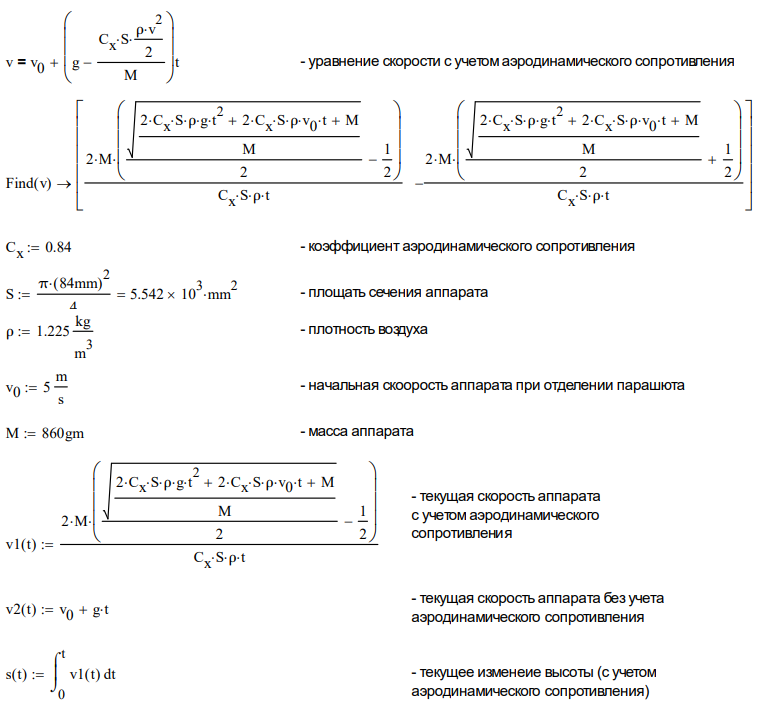 v = v₀ + (g − (Cₓ·S·(ρ·v²/2))/M) t - уравнение скорости с учетом аэродинамического сопротивления
Find(v) → [ (2·M·(√((2·Cₓ·S·ρ·g·t² + 2·Cₓ·S·ρ·v₀·t + M)/M)/2 − 1/2))/(Cₓ·S·ρ·t) −(2·M·(√((2·Cₓ·S·ρ·g·t² + 2·Cₓ·S·ρ·v₀·t + M)/M)/2 + 1/2))/(Cₓ·S·ρ·t) ]
Cₓ := 0.84 - коэффициент аэродинамического сопротивления
S := π·(84mm)²/4 = 5.542 × 10³·mm² - площать сечения аппарата
ρ := 1.225 kg/m³ - плотность воздуха
v₀ := 5 m/s - начальная скоорость аппарата при отделении парашюта
M := 860gm - масса аппарата
v1(t) := (2·M·(√((2·Cₓ·S·ρ·g·t² + 2·Cₓ·S·ρ·v₀·t + M)/M)/2 − 1/2))/(Cₓ·S·ρ·t)
- текущая скорость аппарата
с учетом аэродинамического
сопротивления
v2(t) := v₀ + g·t
- текущая скорость аппарата без учета
аэродинамического сопротивления
s(t) := ∫₀ᵗ v1(t) dt
- текущее изменеие высоты (с учетом
аэродинамического сопротивления)